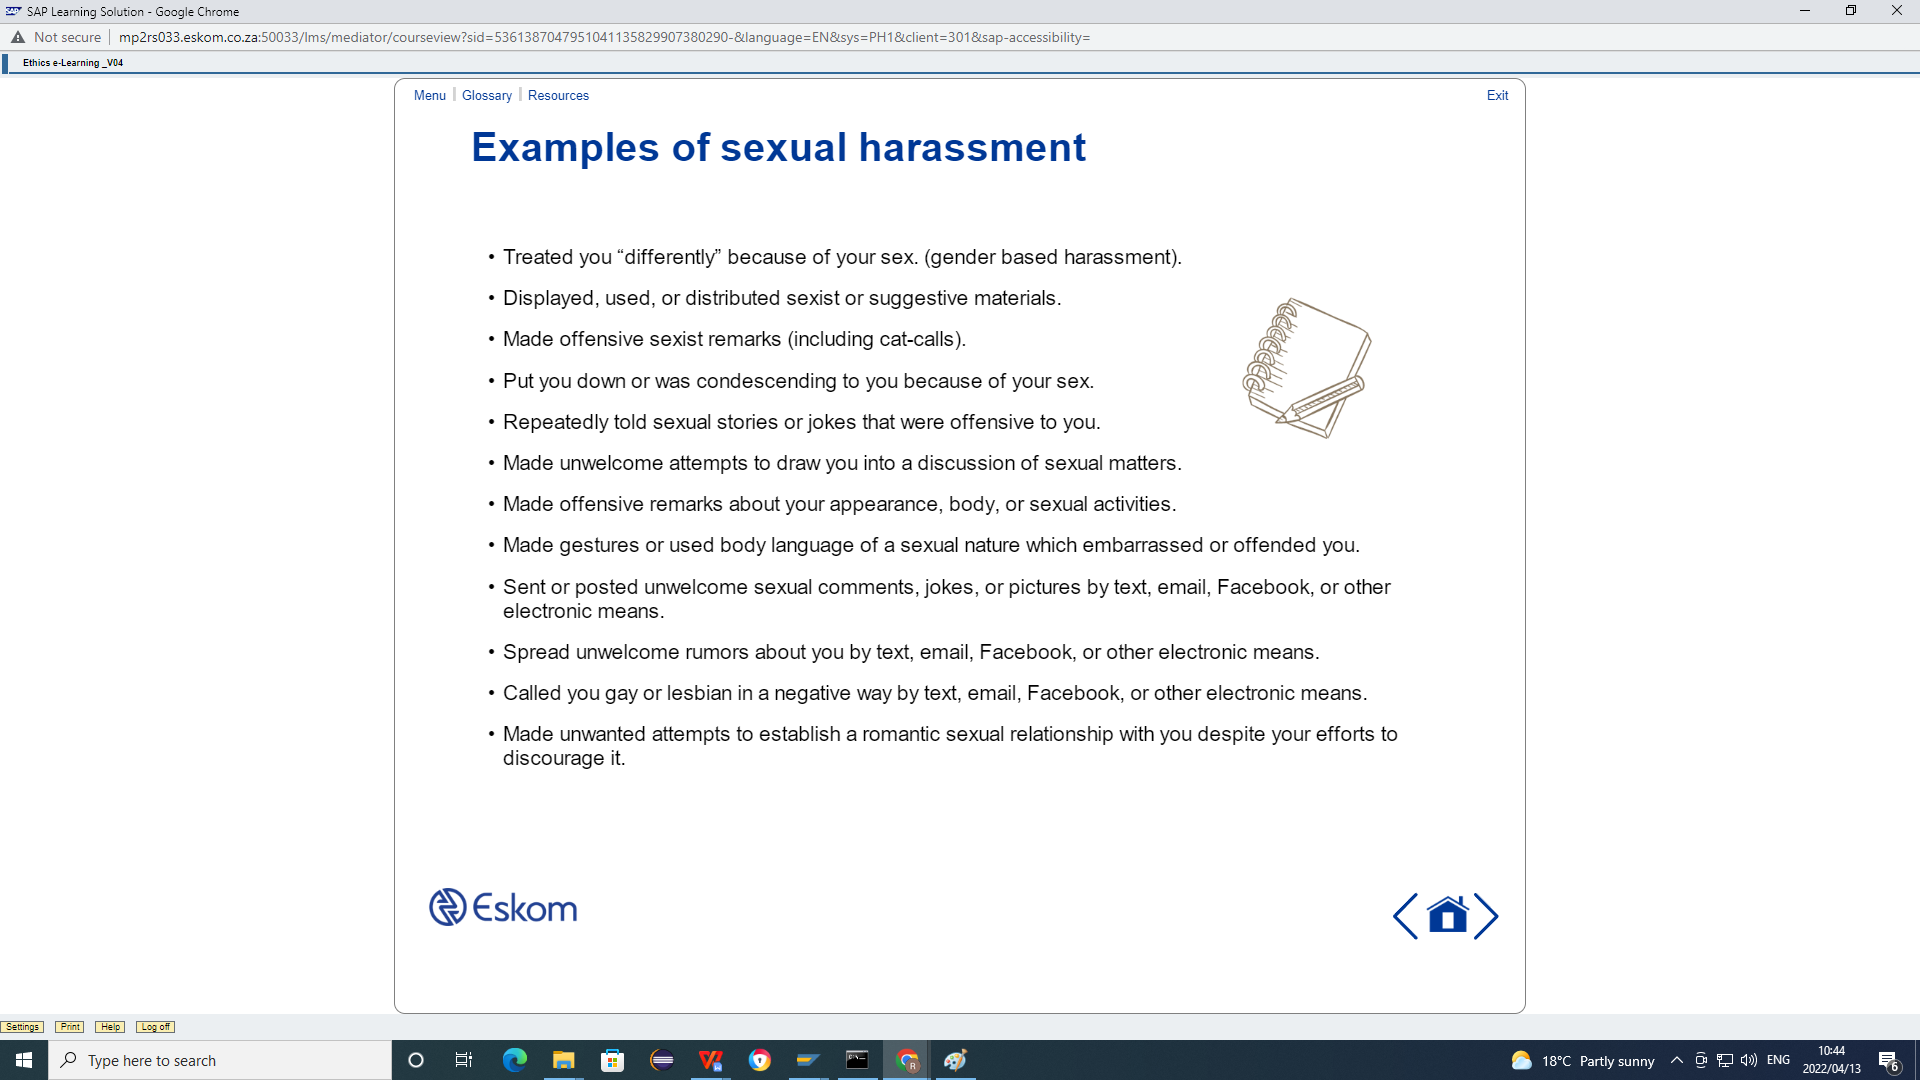 SAP Learning Solution - Google Chrome
Not secure
mp2rs033.eskom.co.za:50033/lms/mediator/courseview?sid=5361387047951041135829907380290-&language=EN&sys=PH1&client=301&sap-accessibility=
Ethics e-Learning _V04
Menu Glossary Resources Exit
Examples of sexual harassment
• Treated you “differently” because of your sex. (gender based harassment).
• Displayed, used, or distributed sexist or suggestive materials.
• Made offensive sexist remarks (including cat-calls).
• Put you down or was condescending to you because of your sex.
• Repeatedly told sexual stories or jokes that were offensive to you.
• Made unwelcome attempts to draw you into a discussion of sexual matters.
• Made offensive remarks about your appearance, body, or sexual activities.
• Made gestures or used body language of a sexual nature which embarrassed or offended you.
• Sent or posted unwelcome sexual comments, jokes, or pictures by text, email, Facebook, or other
electronic means.
• Spread unwelcome rumors about you by text, email, Facebook, or other electronic means.
• Called you gay or lesbian in a negative way by text, email, Facebook, or other electronic means.
• Made unwanted attempts to establish a romantic sexual relationship with you despite your efforts to
discourage it.
Eskom
Settings Print Help Log off
Type here to search
18°C Partly sunny
ENG
10:44
2022/04/13
6